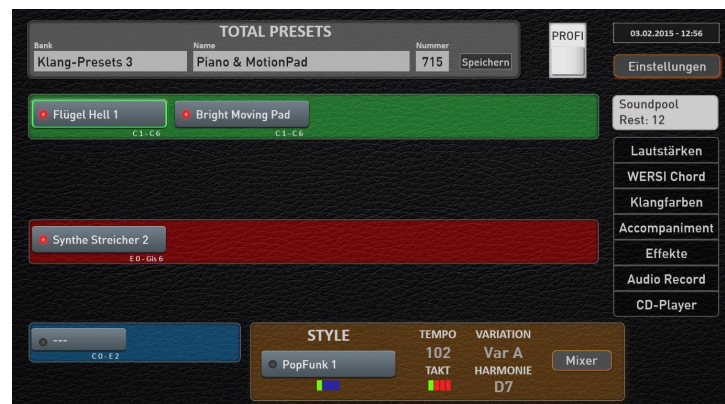 TOTAL PRESETS
Bank
Name
Nummer
Klang-Presets 3
Piano & MotionPad
715
Speichern
PROFI
03.02.2015 - 12:56
Einstellungen
Flügel Hell 1
C1-C6
Bright Moving Pad
C1-C6
Soundpool
Rest: 12
Lautstärken
WERSI Chord
Klangfarben
Accompaniment
Effekte
Audio Record
CD-Player
Synthe Streicher 2
E 0 - Gis 6
---
C0-E2
STYLE
PopFunk 1
TEMPO
102
TAKT
VARIATION
Var A
HARMONIE
D7
Mixer